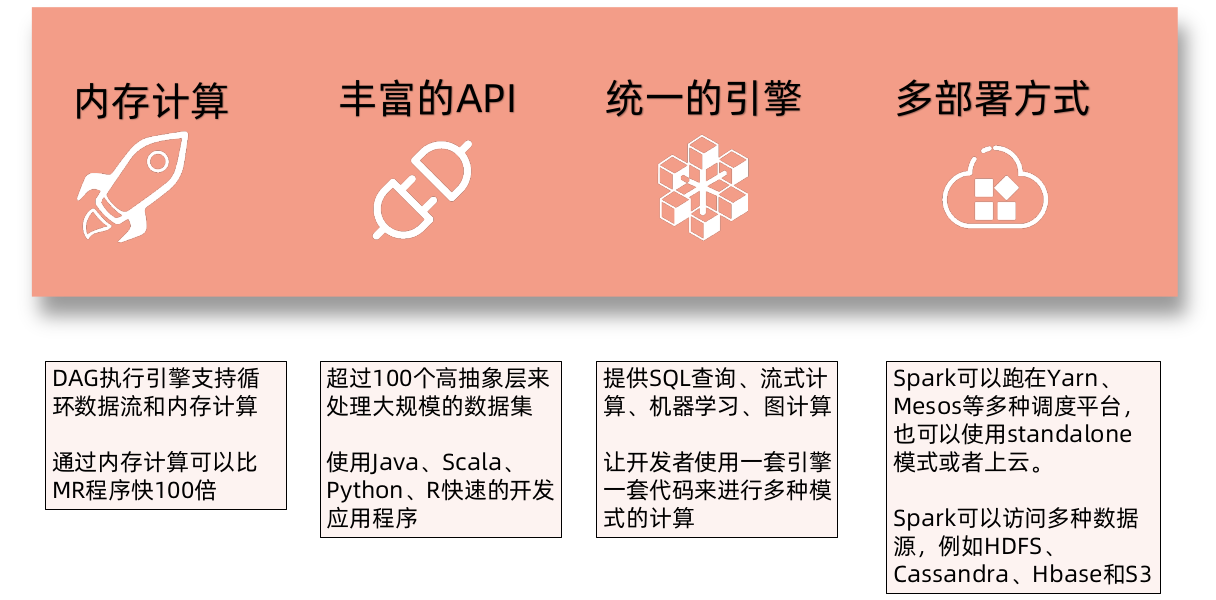 内存计算
丰富的API
统一的引擎
多部署方式
DAG执行引擎支持循
环数据流和内存计算
通过内存计算可以比
MR程序快100倍
超过100个高抽象层来
处理大规模的数据集
使用Java、Scala、
Python、R快速的开发
应用程序
提供SQL查询、流式计
算、机器学习、图计算
让开发者使用一套引擎
一套代码来进行多种模
式的计算
Spark可以跑在Yarn、
Mesos等多种调度平台，
也可以使用standalone
模式或者上云。
Spark可以访问多种数据
源，例如HDFS、
Cassandra、Hbase和S3